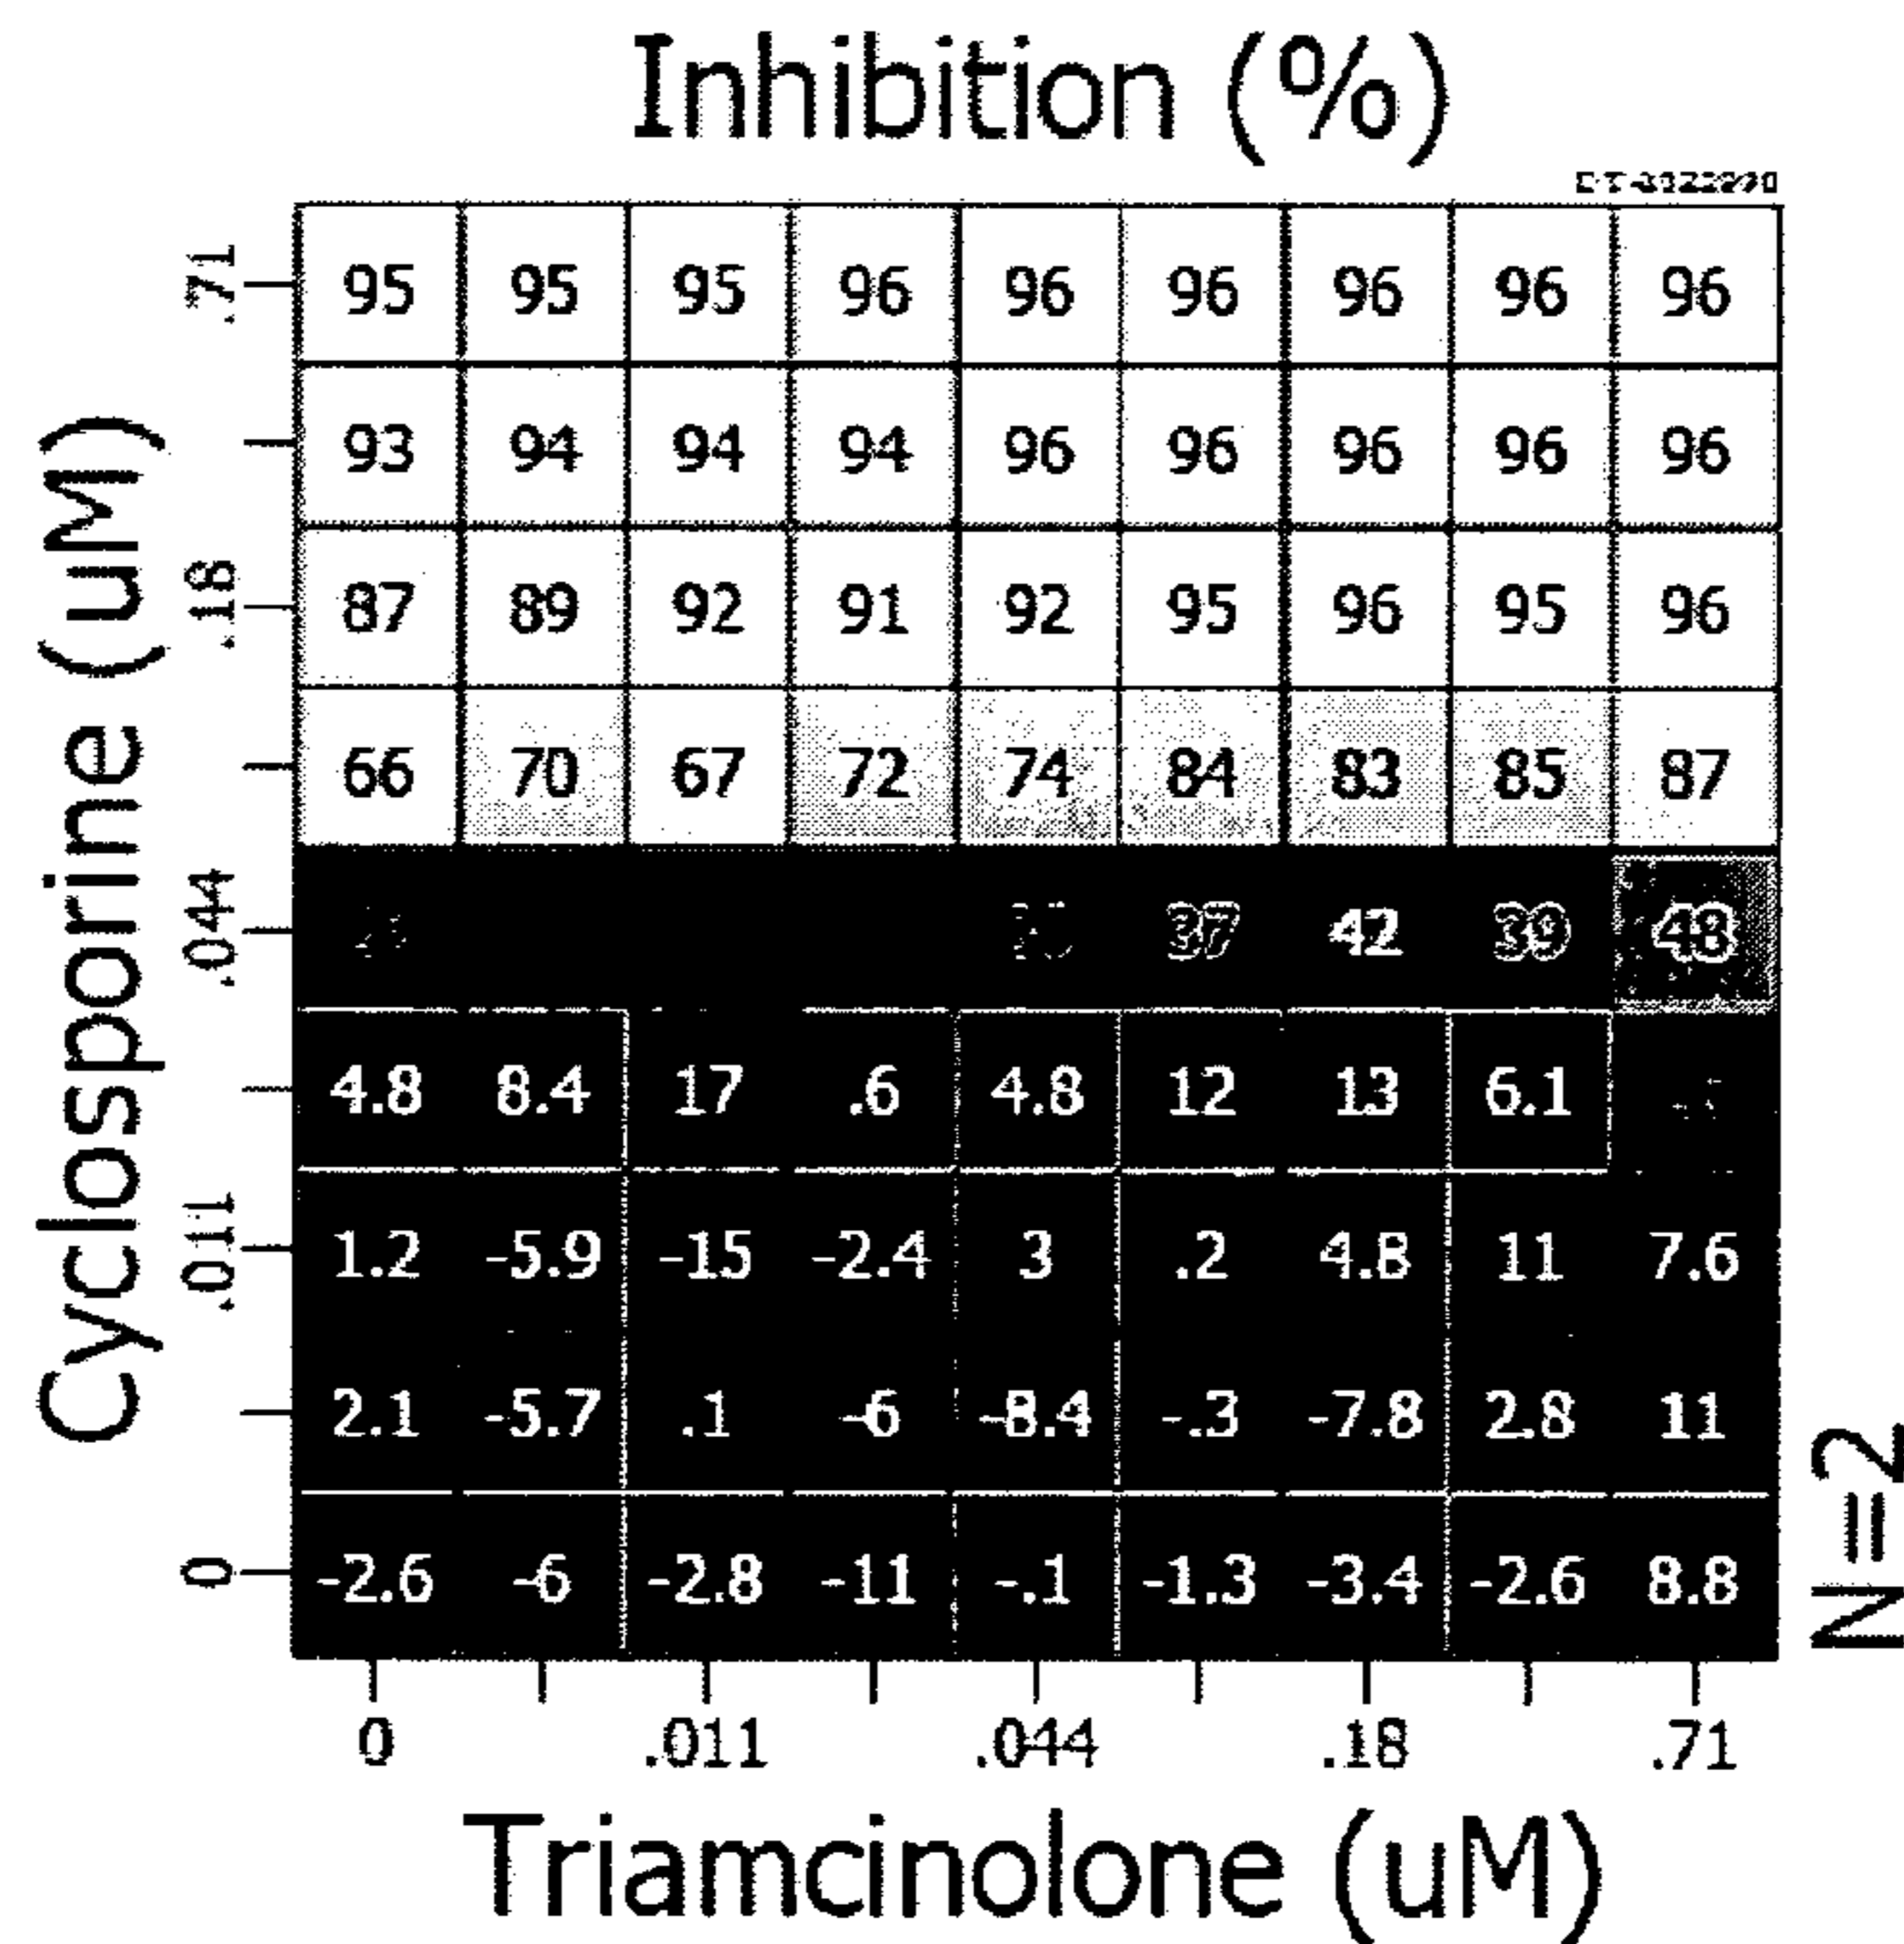 Inhibition (%)
.71 95 95 95 96 96 96 96 96 96
93 94 94 94 96 96 96 96 96
.18 87 89 92 91 92 95 96 95 96
66 70 67 72 74 84 83 85 87
.044 37 42 39 48
4.8 8.4 17 .6 4.8 12 13 6.1
.011 1.2 -5.9 -15 -2.4 3 .2 4.8 11 7.6
2.1 -5.7 .1 -6 -8.4 -.3 -7.8 2.8 11
0 -2.6 -6 -2.8 -11 -.1 -1.3 -3.4 -2.6 8.8
0 .011 .044 .18 .71
Triamcinolone (uM)
Cyclosporine (uM)
N=2